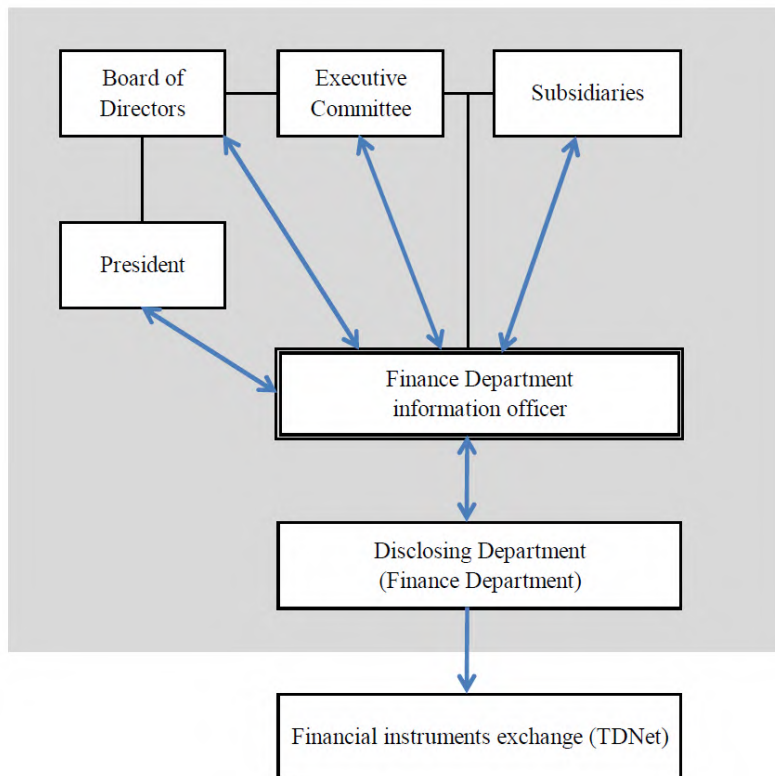 Board of
Directors
Executive
Committee
Subsidiaries
President
Finance Department
information officer
Disclosing Department
(Finance Department)
Financial instruments exchange (TDNet)